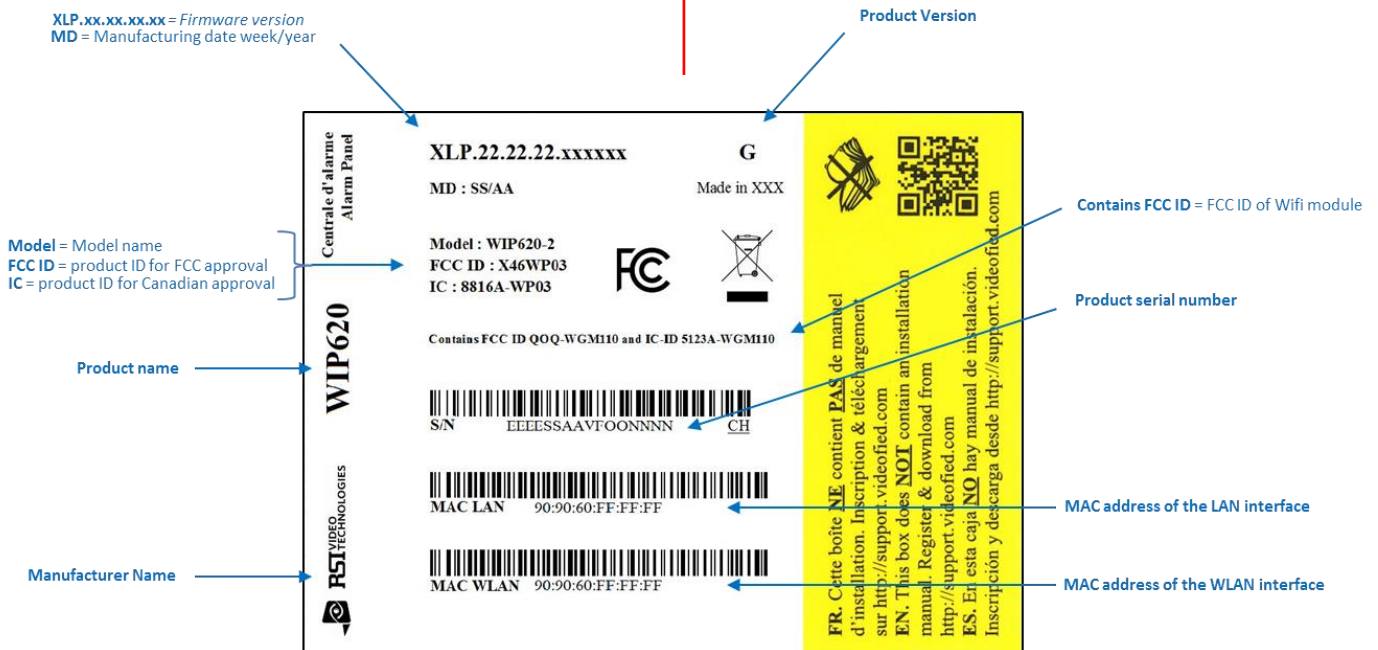 XLP.xx.xx.xx.xx = Firmware version
MD = Manufacturing date week/year
Product Version
Centrale d'alarme
Alarm Panel
XLP.22.22.22.xxxxxx
G
MD : SS/AA
Made in XXX
Contains FCC ID = FCC ID of Wifi module
Model = Model name
FCC ID = product ID for FCC approval
IC = product ID for Canadian approval
Model : WIP620-2
FCC ID : X46WP03
IC : 8816A-WP03
FC
Product serial number
Contains FCC ID QOQ-WGM110 and IC-ID 5123A-WGM110
Product name
WIP620
S/N EEEESSAAVFOONNNN CH
MAC LAN 90:90:60:FF:FF:FF
MAC address of the LAN interface
Manufacturer Name
RSI VIDEO
TECHNOLOGIES
MAC WLAN 90:90:60:FF:FF:FF
MAC address of the WLAN interface
FR. Cette boîte NE contient PAS de manuel
d'installation. Inscription & téléchargement
sur http://support.videofied.com
EN. This box does NOT contain an installation
manual. Register & download from
http://support.videofied.com
ES. En esta caja NO hay manual de instalación.
Inscripción y descarga desde http://support.videofied.com